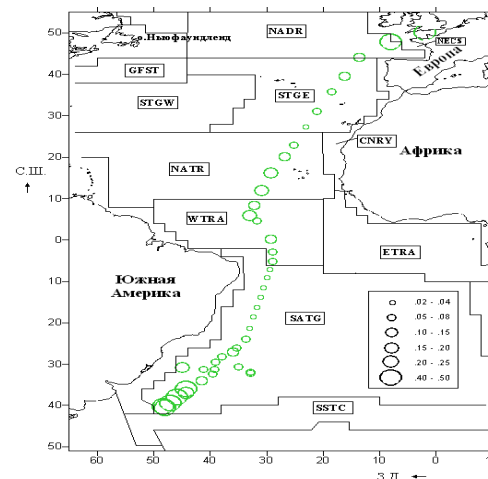 50
40
30
20
10
0
10
20
30
40
50
С.Ш.
60
50
40
30
20
10
0
З.Д.
о.Ньюфаундленд
NADR
NECS
Европа
GFST
STGW
STGE
CNRY
Африка
NATR
WTRA
ETRA
Южная
Америка
SATG
SSTC
.02 - .04
.05 - .08
.10 - .15
.15 - .20
.20 - .25
.40 - .50